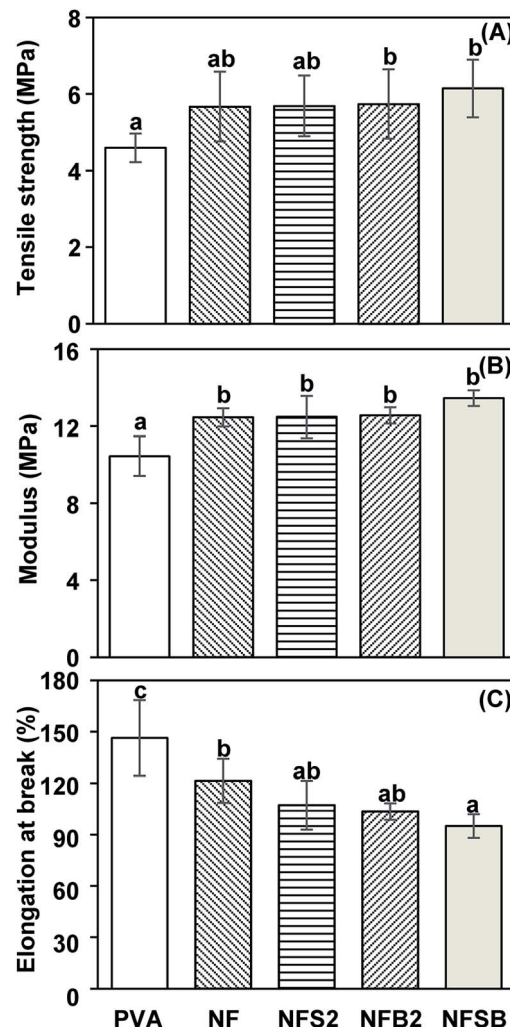 8
(A)
Tensile strength (MPa)
6
4
2
0
a
ab
ab
b
b
16
(B)
Modulus (MPa)
12
8
4
0
a
b
b
b
b
180
(C)
Elongation at break (%)
150
120
90
60
30
0
c
b
ab
ab
a
PVA NF NFS2 NFB2 NFSB